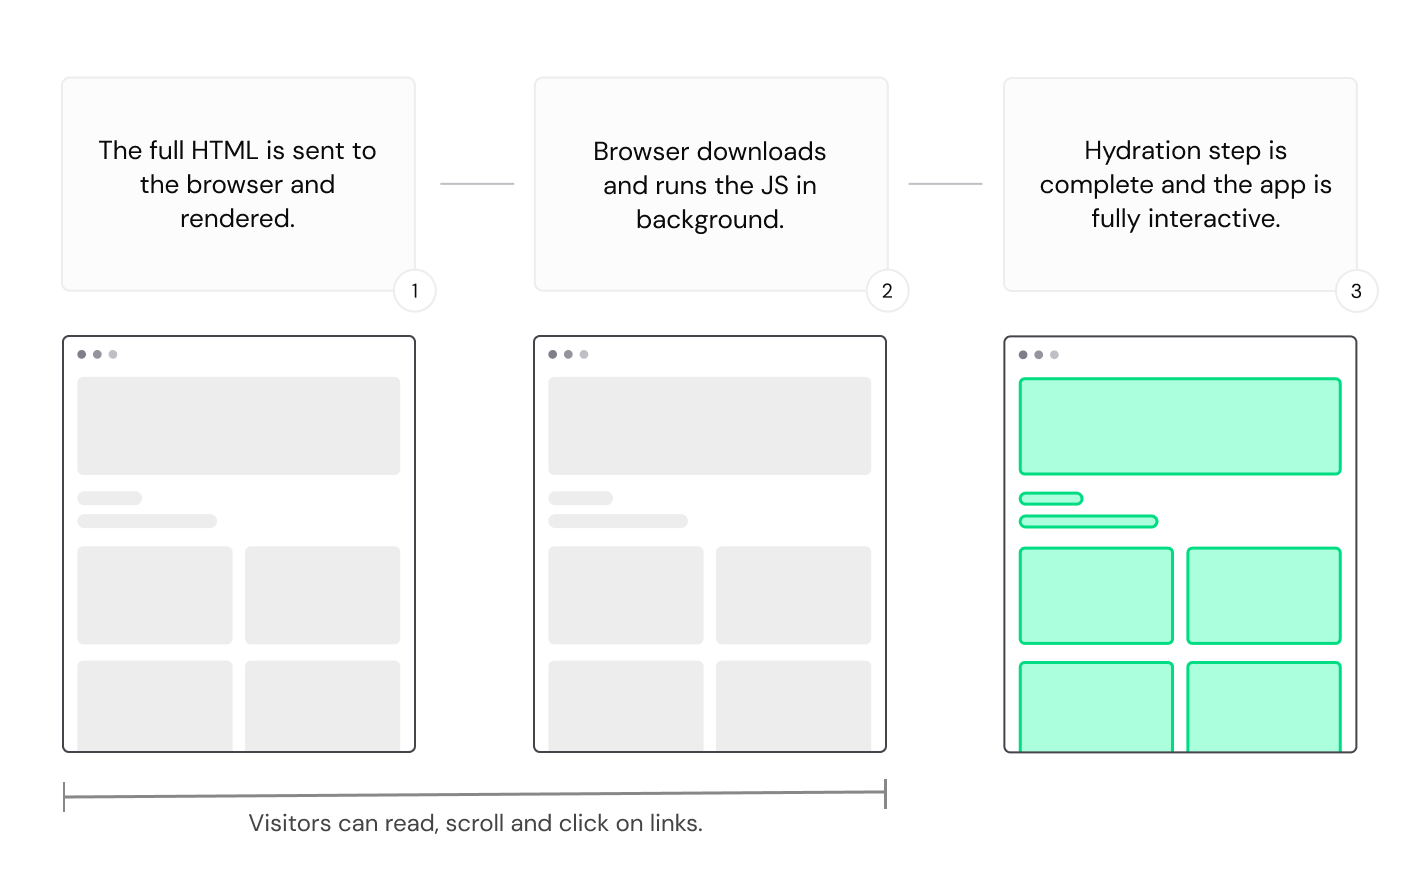 The full HTML is sent to
the browser and
rendered.
1
Browser downloads
and runs the JS in
background.
2
Hydration step is
complete and the app is
fully interactive.
3
Visitors can read, scroll and click on links.